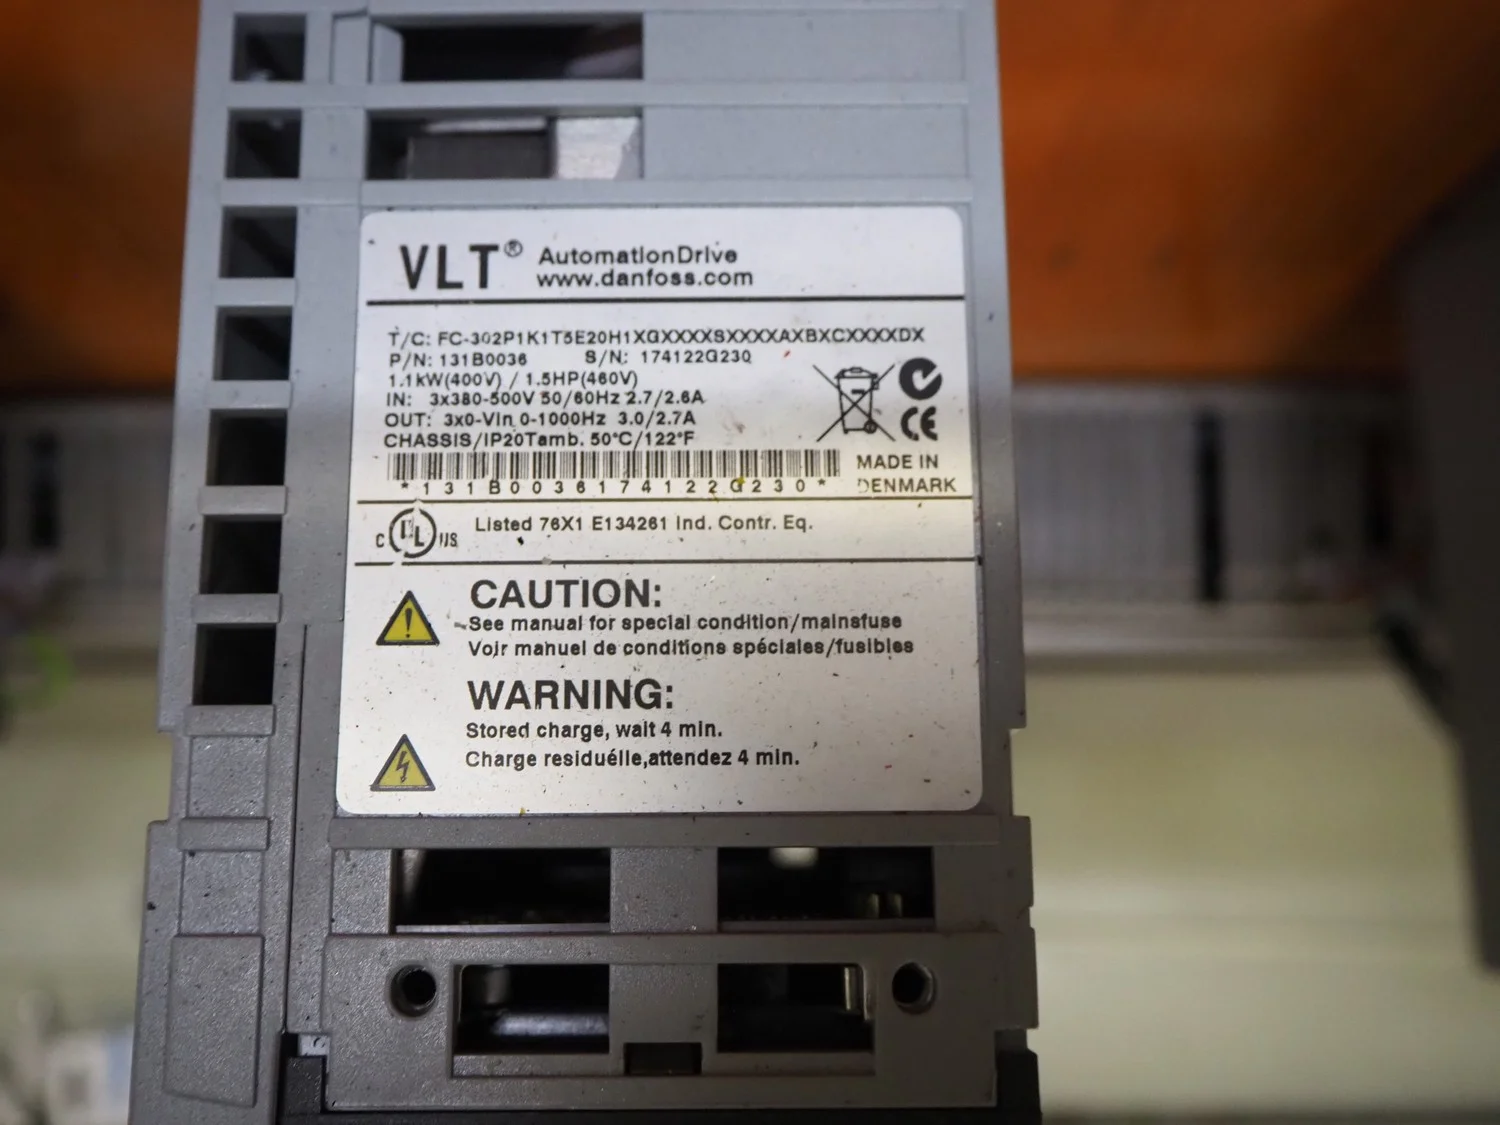 VLT® AutomationDrive
www.danfoss.com
T/C: FC-302P1K1T5E20H1XGXXXXSXXXXAXBXCXXXXDX
P/N: 131B0036 S/N: 174122G230
1.1kW(400V) / 1.5HP(460V)
IN: 3x380-500V 50/60Hz 2.7/2.6A
OUT: 3x0-Vin 0-1000Hz 3.0/2.7A
CHASSIS/IP20Tamb. 50°C/122°F
CE
MADE IN
*131B0036174122G230* DENMARK
C UL US Listed 76X1 E134261 Ind. Contr. Eq.
CAUTION:
See manual for special condition/mainsfuse
Voir manuel de conditions spéciales/fusibles
WARNING:
Stored charge, wait 4 min.
Charge residuélle,attendez 4 min.